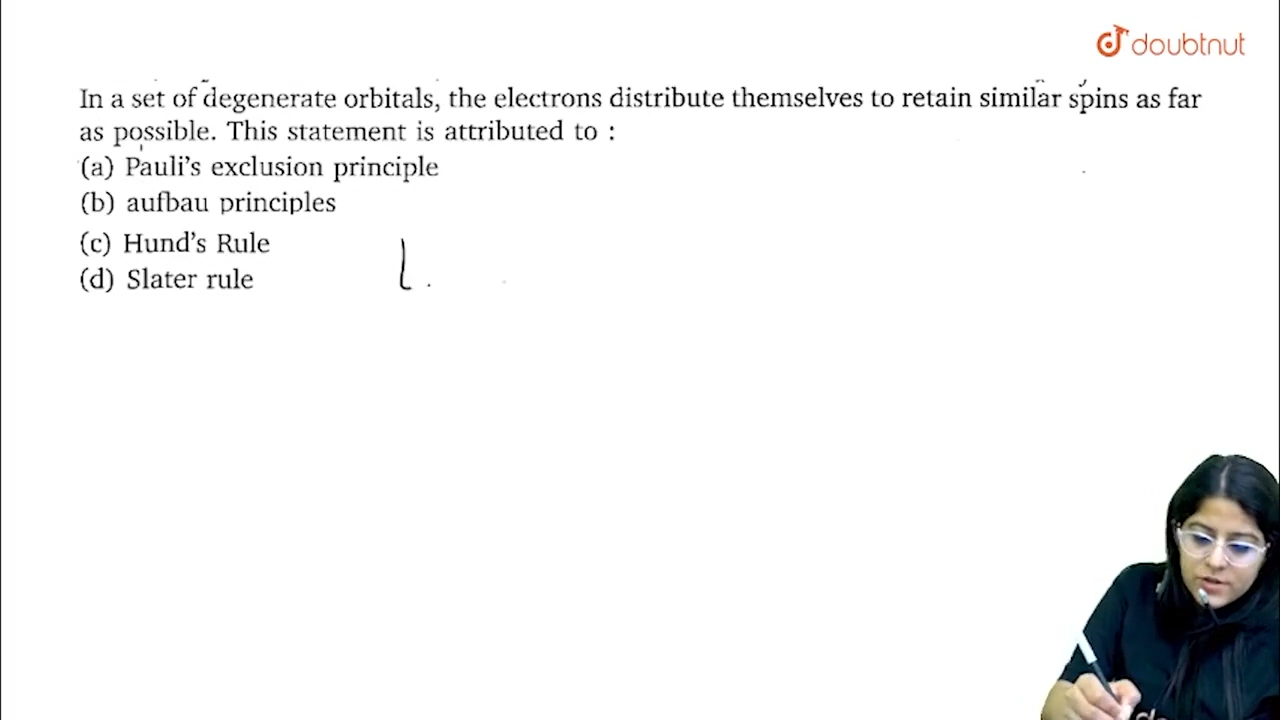 doubtnut
In a set of degenerate orbitals, the electrons distribute themselves to retain similar spins as far
as possible. This statement is attributed to :
(a) Pauli's exclusion principle
(b) aufbau principles
(c) Hund's Rule
(d) Slater rule